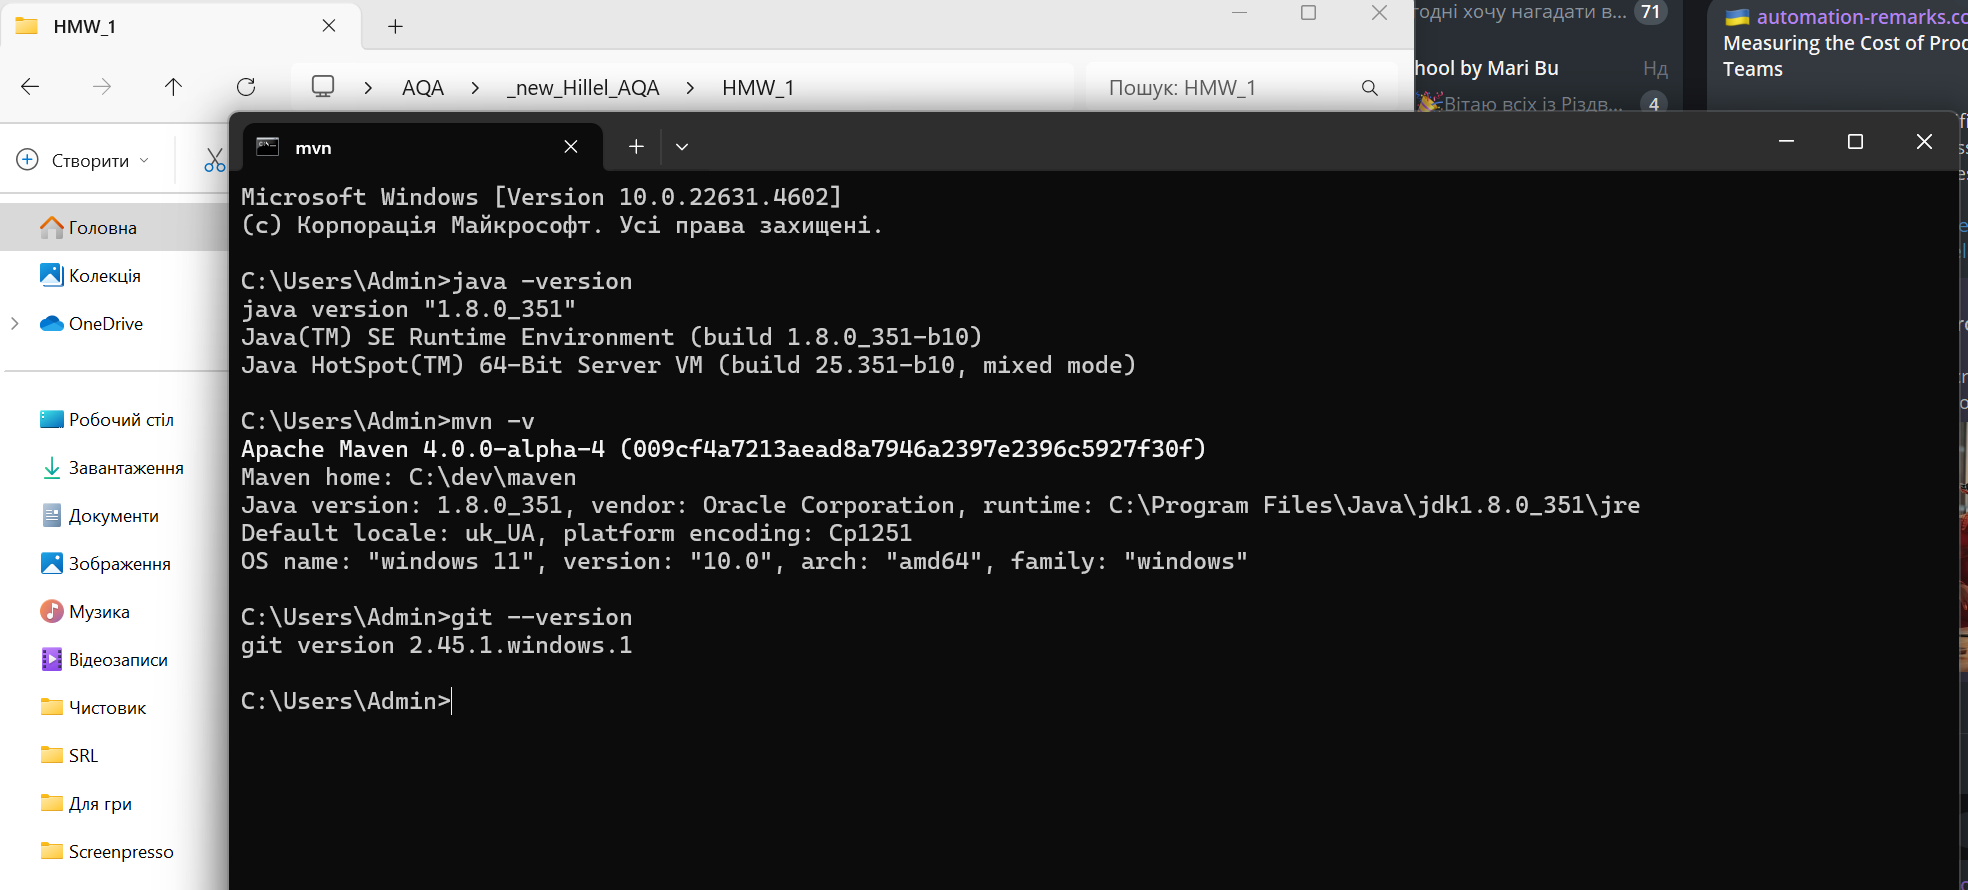 HMW_1
AQA
_new_Hillel_AQA
HMW_1
Пошук: HMW_1
Створити
Головна
Колекція
OneDrive
Робочий стіл
Завантаження
Документи
Зображення
Музика
Відеозаписи
Чистовик
SRL
Для гри
Screenpresso
mvn
Microsoft Windows [Version 10.0.22631.4602]
(c) Корпорація Майкрософт. Усі права захищені.
C:\Users\Admin>java -version
java version "1.8.0_351"
Java(TM) SE Runtime Environment (build 1.8.0_351-b10)
Java HotSpot(TM) 64-Bit Server VM (build 25.351-b10, mixed mode)
C:\Users\Admin>mvn -v
Apache Maven 4.0.0-alpha-4 (009cf4a7213aead8a7946a2397e2396c5927f30f)
Maven home: C:\dev\maven
Java version: 1.8.0_351, vendor: Oracle Corporation, runtime: C:\Program Files\Java\jdk1.8.0_351\jre
Default locale: uk_UA, platform encoding: Cp1251
OS name: "windows 11", version: "10.0", arch: "amd64", family: "windows"
C:\Users\Admin>git --version
git version 2.45.1.windows.1
C:\Users\Admin>
хочу нагадати в... 71
hool by Mari Bu Нд
Вітаю всіх із Різдв... 4
automation-remarks.co
Measuring the Cost of Prod
Teams